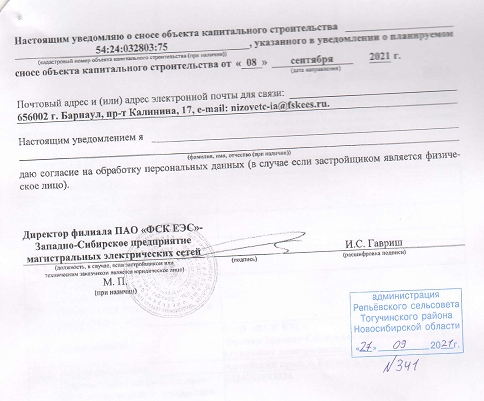 Настоящим уведомляю о сносе объекта капитального строительства
54:24:032803:75, указанного в уведомлении о планируемом
(кадастровый номер объекта капитального строительства (при наличии))
сносе объекта капитального строительства от « 08 » сентября 2021 г.
(дата направления)
Почтовый адрес и (или) адрес электронной почты для связи:
656002 г. Барнаул, пр-т Калинина, 17, e-mail: nizovetc-ia@fskees.ru.
Настоящим уведомлением я
(фамилия, имя, отчество (при наличии))
даю согласие на обработку персональных данных (в случае если застройщиком является физиче-
ское лицо).
Директор филиала ПАО «ФСК ЕЭС»-
Западно-Сибирское предприятие
магистральных электрических сетей
И.С. Гавриш
(должность, в случае, если застройщиком или
техническим заказчиком является юридическое лицо)
(подпись)
(расшифровка подписи)
М. П.
(при наличии)
администрация
Репьёвского сельсовета
Тогучинского района
Новосибирской области
«27» 09 2021г.
N341